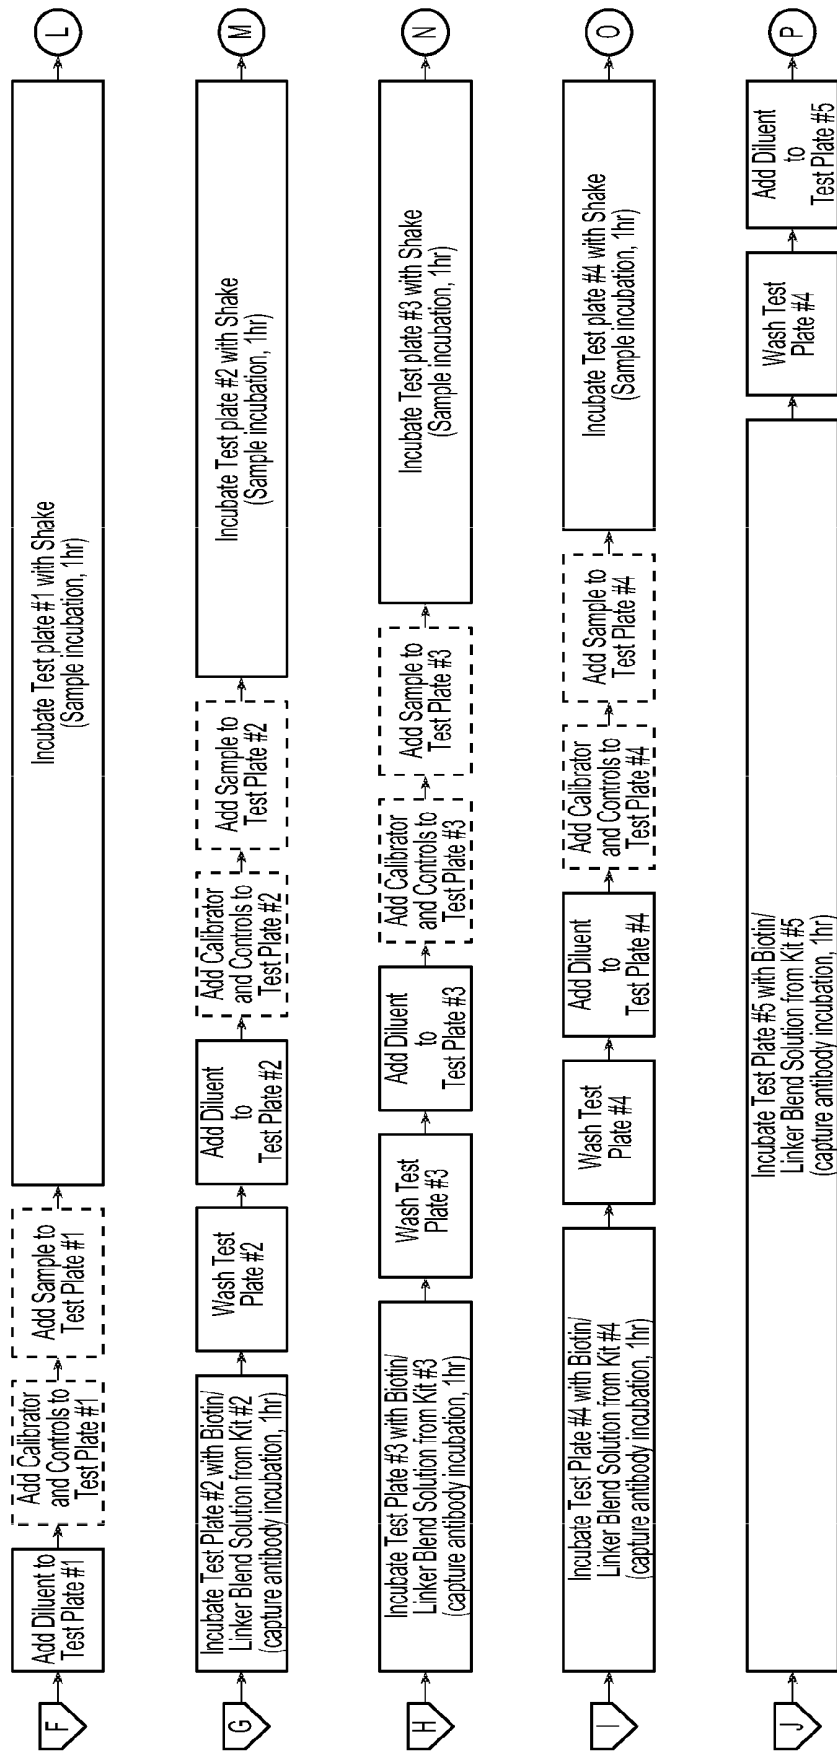 F
Add Diluent to
Test Plate #1
Add Calibrator
and Controls to
Test Plate #1
Add Sample to
Test Plate #1
Incubate Test plate #1 with Shake
(Sample incubation, 1hr)
L
G
Incubate Test Plate #2 with Biotin/
Linker Blend Solution from Kit #2
(capture antibody incubation, 1hr)
Wash Test
Plate #2
Add Diluent
to
Test Plate #2
Add Calibrator
and Controls to
Test Plate #2
Add Sample to
Test Plate #2
Incubate Test plate #2 with Shake
(Sample incubation, 1hr)
M
H
Incubate Test Plate #3 with Biotin/
Linker Blend Solution from Kit #3
(capture antibody incubation, 1hr)
Wash Test
Plate #3
Add Diluent
to
Test Plate #3
Add Calibrator
and Controls to
Test Plate #3
Add Sample to
Test Plate #3
Incubate Test plate #3 with Shake
(Sample incubation, 1hr)
N
I
Incubate Test Plate #4 with Biotin/
Linker Blend Solution from Kit #4
(capture antibody incubation, 1hr)
Wash Test
Plate #4
Add Diluent
to
Test Plate #4
Add Calibrator
and Controls to
Test Plate #4
Add Sample to
Test Plate #4
Incubate Test plate #4 with Shake
(Sample incubation, 1hr)
O
J
Incubate Test Plate #5 with Biotin/
Linker Blend Solution from Kit #5
(capture antibody incubation, 1hr)
Wash Test
Plate #4
Add Diluent
to
Test Plate #5
P